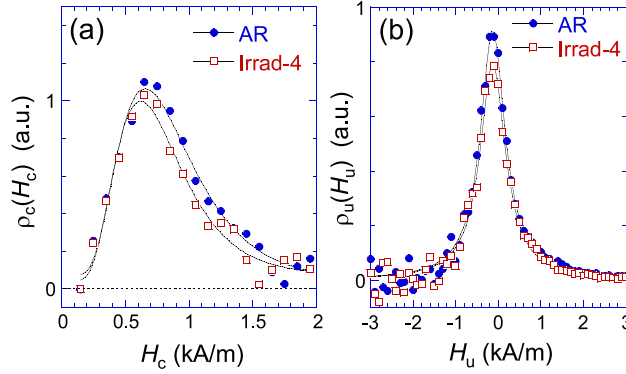 (a)
AR
Irrad-4
ρc(Hc) (a.u.)
1
0
0 0.5 1 1.5 2
Hc (kA/m)
(b)
AR
Irrad-4
ρu(Hu) (a.u.)
1
0
-3 -2 -1 0 1 2 3
Hu (kA/m)